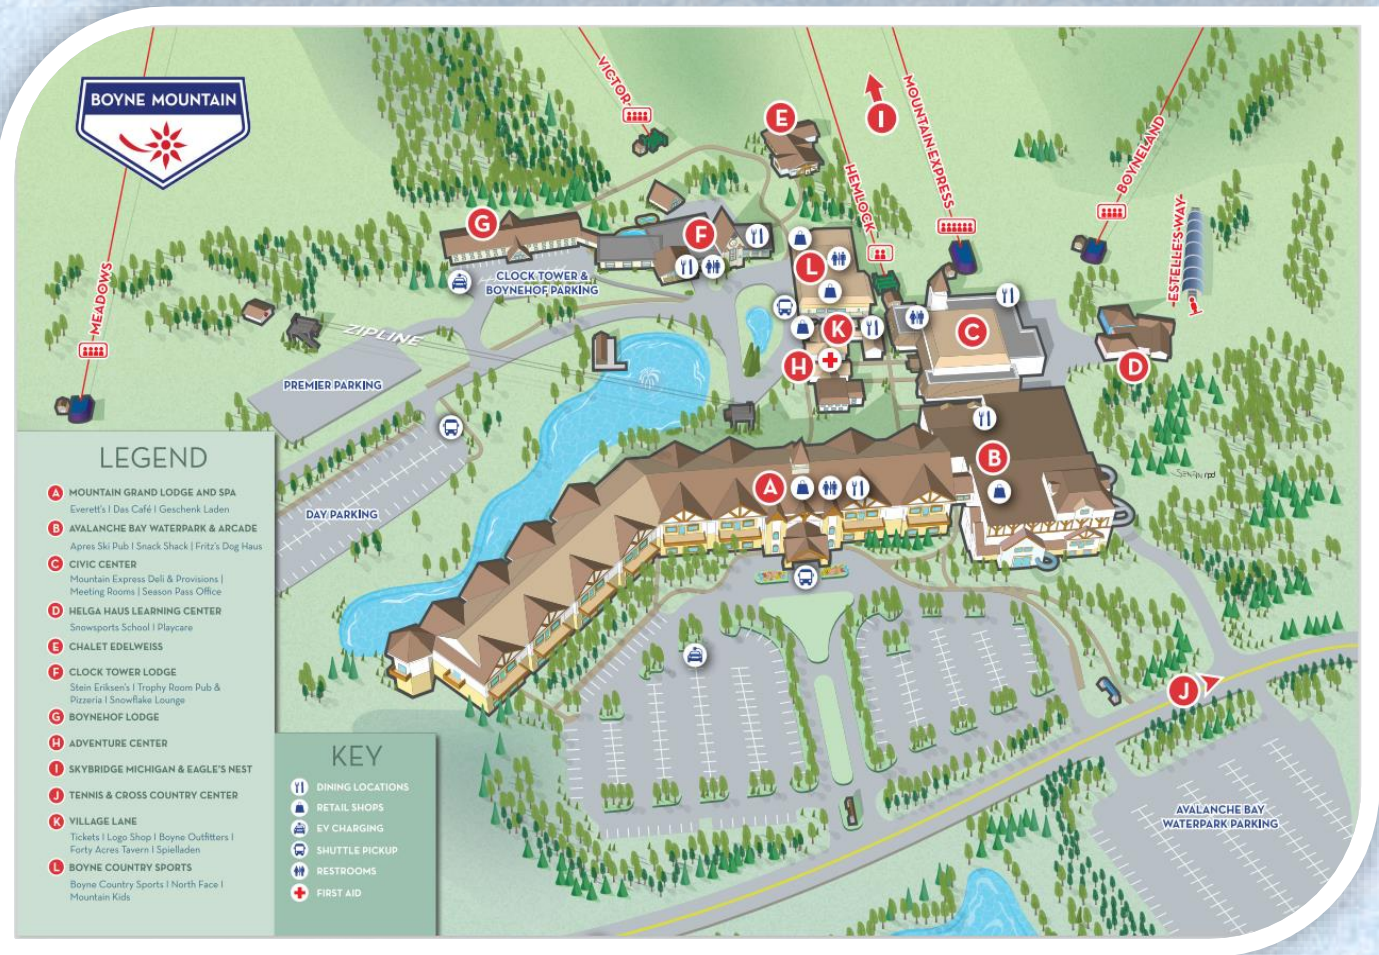 BOYNE MOUNTAIN
MEADOWS
VICTOR
HEMLOCK
MOUNTAIN EXPRESS
BOYNELAND
-ESTELLE'S WAY-
E
I
G
F
L
K
H
C
D
CLOCK TOWER &
BOYNEHOF PARKING
ZIPLINE
PREMIER PARKING
DAY PARKING
A
B
J
AVALANCHE BAY
WATERPARK PARKING
LEGEND
A MOUNTAIN GRAND LODGE AND SPA
Everett's | Das Café | Geschenk Laden
B AVALANCHE BAY WATERPARK & ARCADE
Apres Ski Pub | Snack Shack | Fritz's Dog Haus
C CIVIC CENTER
Mountain Express Deli & Provisions |
Meeting Rooms | Season Pass Office
D HELGA HAUS LEARNING CENTER
Snowsports School | Playcare
E CHALET EDELWEISS
F CLOCK TOWER LODGE
Stein Eriksen's | Trophy Room Pub &
Pizzeria | Snowflake Lounge
G BOYNEHOF LODGE
H ADVENTURE CENTER
I SKYBRIDGE MICHIGAN & EAGLE'S NEST
J TENNIS & CROSS COUNTRY CENTER
K VILLAGE LANE
Tickets | Logo Shop | Boyne Outfitters |
Forty Acres Tavern | Spielladen
L BOYNE COUNTRY SPORTS
Boyne Country Sports | North Face |
Mountain Kids
KEY
DINING LOCATIONS
RETAIL SHOPS
EV CHARGING
SHUTTLE PICKUP
RESTROOMS
FIRST AID